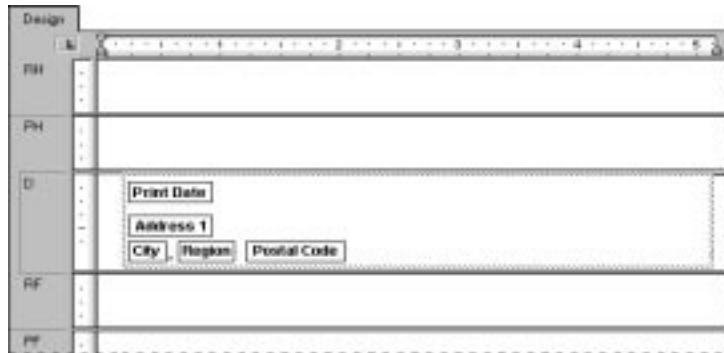 Design
1 2 3 4 5
RH
PH
D
Print Date
Address 1
City , Region Postal Code
RF
PF